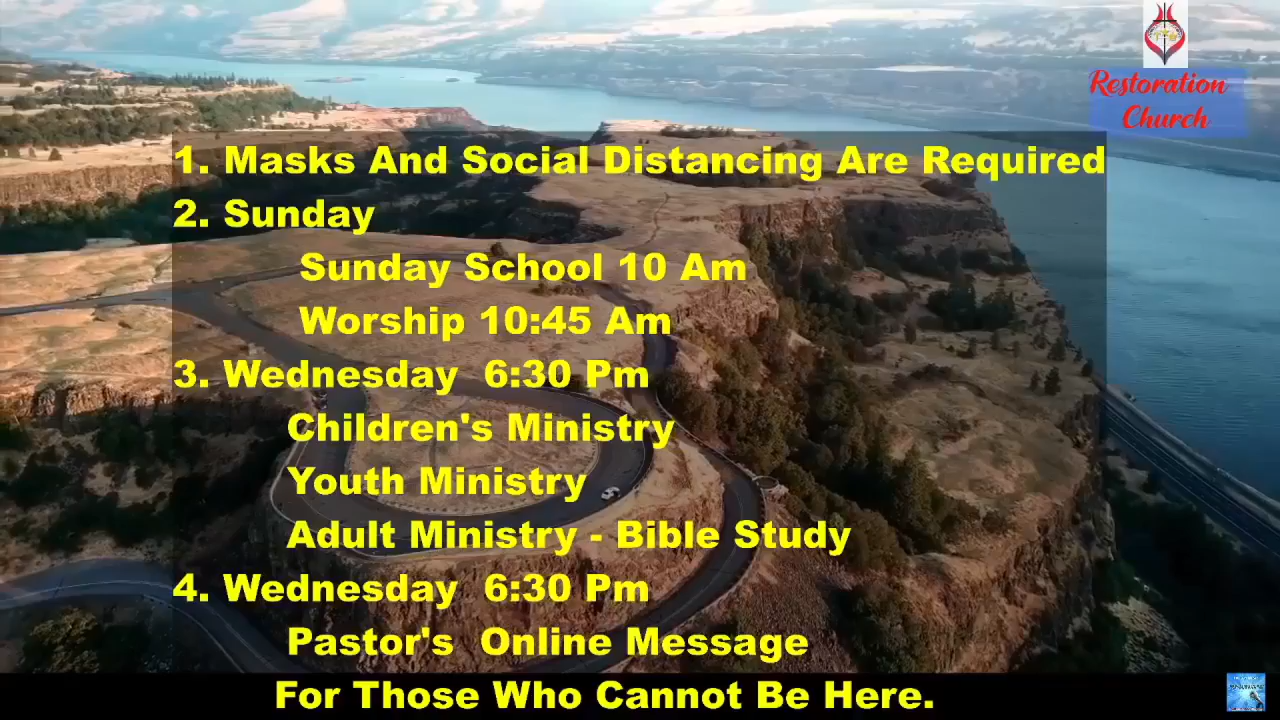 Restoration
Church
1. Masks And Social Distancing Are Required
2. Sunday
Sunday School 10 Am
Worship 10:45 Am
3. Wednesday 6:30 Pm
Children's Ministry
Youth Ministry
Adult Ministry - Bible Study
4. Wednesday 6:30 Pm
Pastor's Online Message
For Those Who Cannot Be Here.